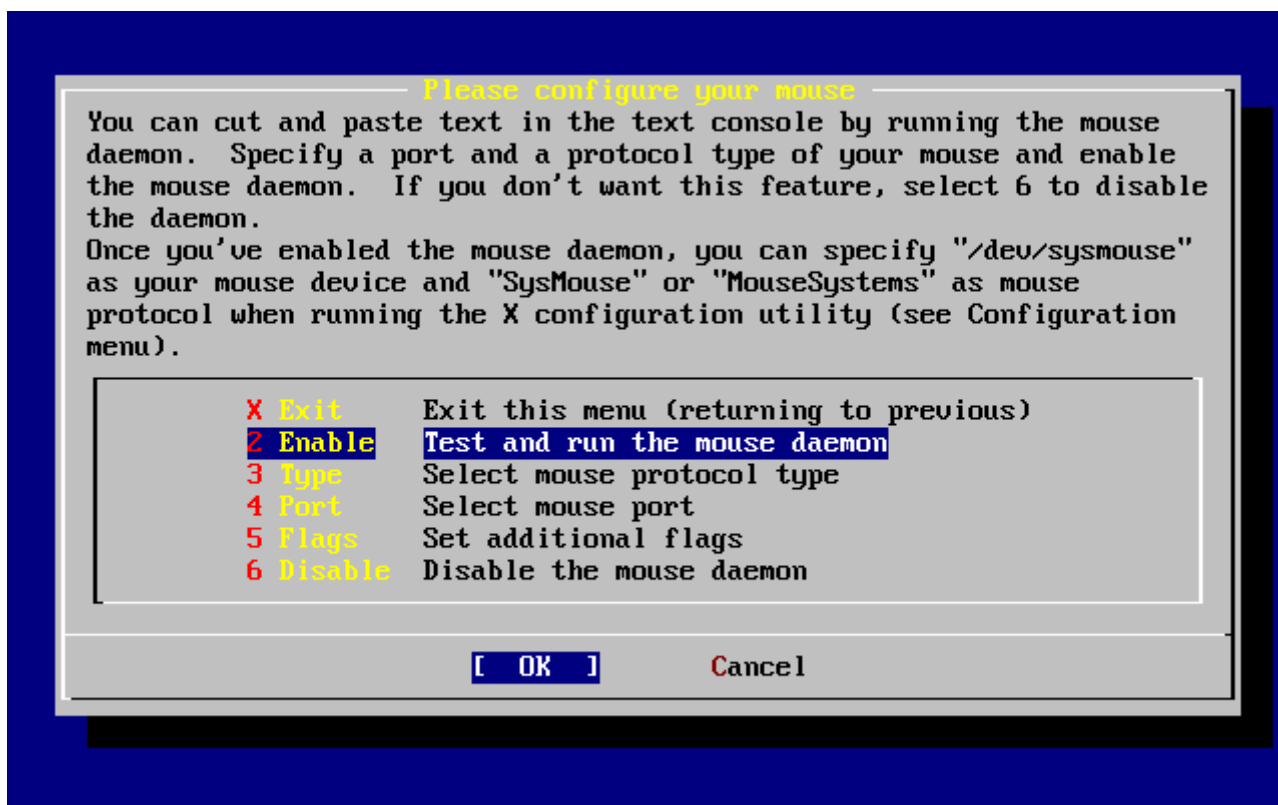 Please configure your mouse
You can cut and paste text in the text console by running the mouse
daemon.  Specify a port and a protocol type of your mouse and enable
the mouse daemon.  If you don't want this feature, select 6 to disable
the daemon.
Once you've enabled the mouse daemon, you can specify "/dev/sysmouse"
as your mouse device and "SysMouse" or "MouseSystems" as mouse
protocol when running the X configuration utility (see Configuration
menu).
X Exit     Exit this menu (returning to previous)
2 Enable   Test and run the mouse daemon
3 Type     Select mouse protocol type
4 Port     Select mouse port
5 Flags    Set additional flags
6 Disable  Disable the mouse daemon
[  OK  ]       Cancel